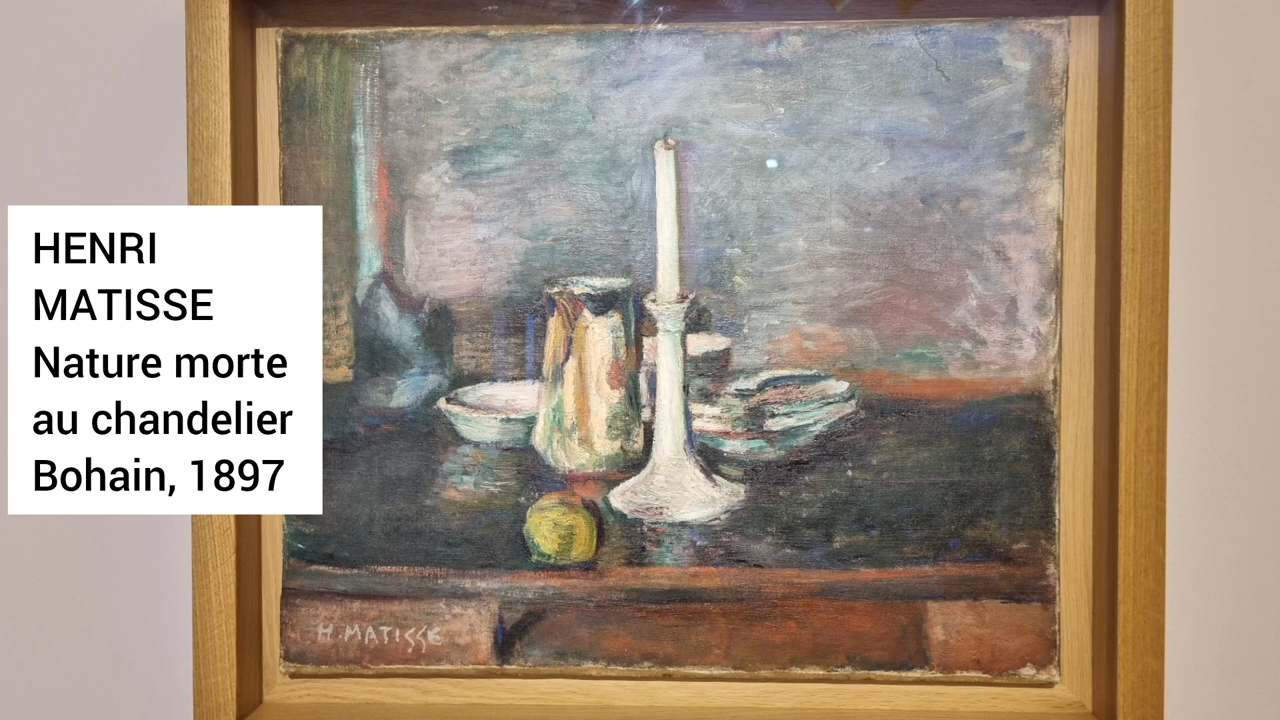 HENRI
MATISSE
Nature morte
au chandelier
Bohain, 1897
H. MATISSE